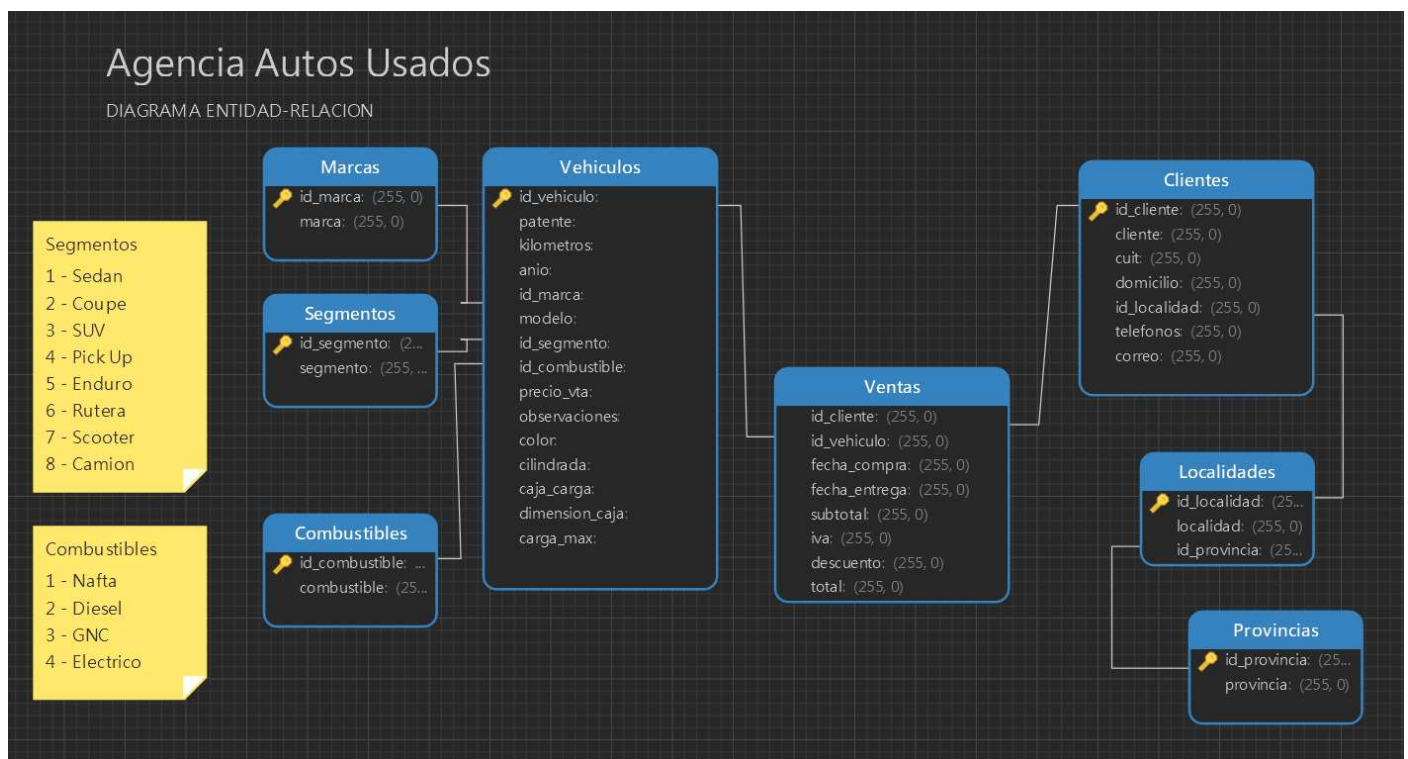 Agencia Autos Usados
DIAGRAMA ENTIDAD-RELACION
Segmentos
1 - Sedan
2 - Coupe
3 - SUV
4 - Pick Up
5 - Enduro
6 - Rutera
7 - Scooter
8 - Camion
Combustibles
1 - Nafta
2 - Diesel
3 - GNC
4 - Electrico
Marcas
id_marca: (255, 0)
marca: (255, 0)
Segmentos
id_segmento: (2...
segmento: (255, ...
Combustibles
id_combustible: ...
combustible: (25...
Vehiculos
id_vehiculo:
patente:
kilometros:
anio:
id_marca:
modelo:
id_segmento:
id_combustible:
precio_vta:
observaciones:
color:
cilindrada:
caja_carga:
dimension_caja:
carga_max:
Ventas
id_cliente: (255, 0)
id_vehiculo: (255, 0)
fecha_compra: (255, 0)
fecha_entrega: (255, 0)
subtotal: (255, 0)
iva: (255, 0)
descuento: (255, 0)
total: (255, 0)
Clientes
id_cliente: (255, 0)
cliente: (255, 0)
cuit: (255, 0)
domicilio: (255, 0)
id_localidad: (255, 0)
telefonos: (255, 0)
correo: (255, 0)
Localidades
id_localidad: (25...
localidad: (255, 0)
id_provincia: (25...
Provincias
id_provincia: (25...
provincia: (255, 0)